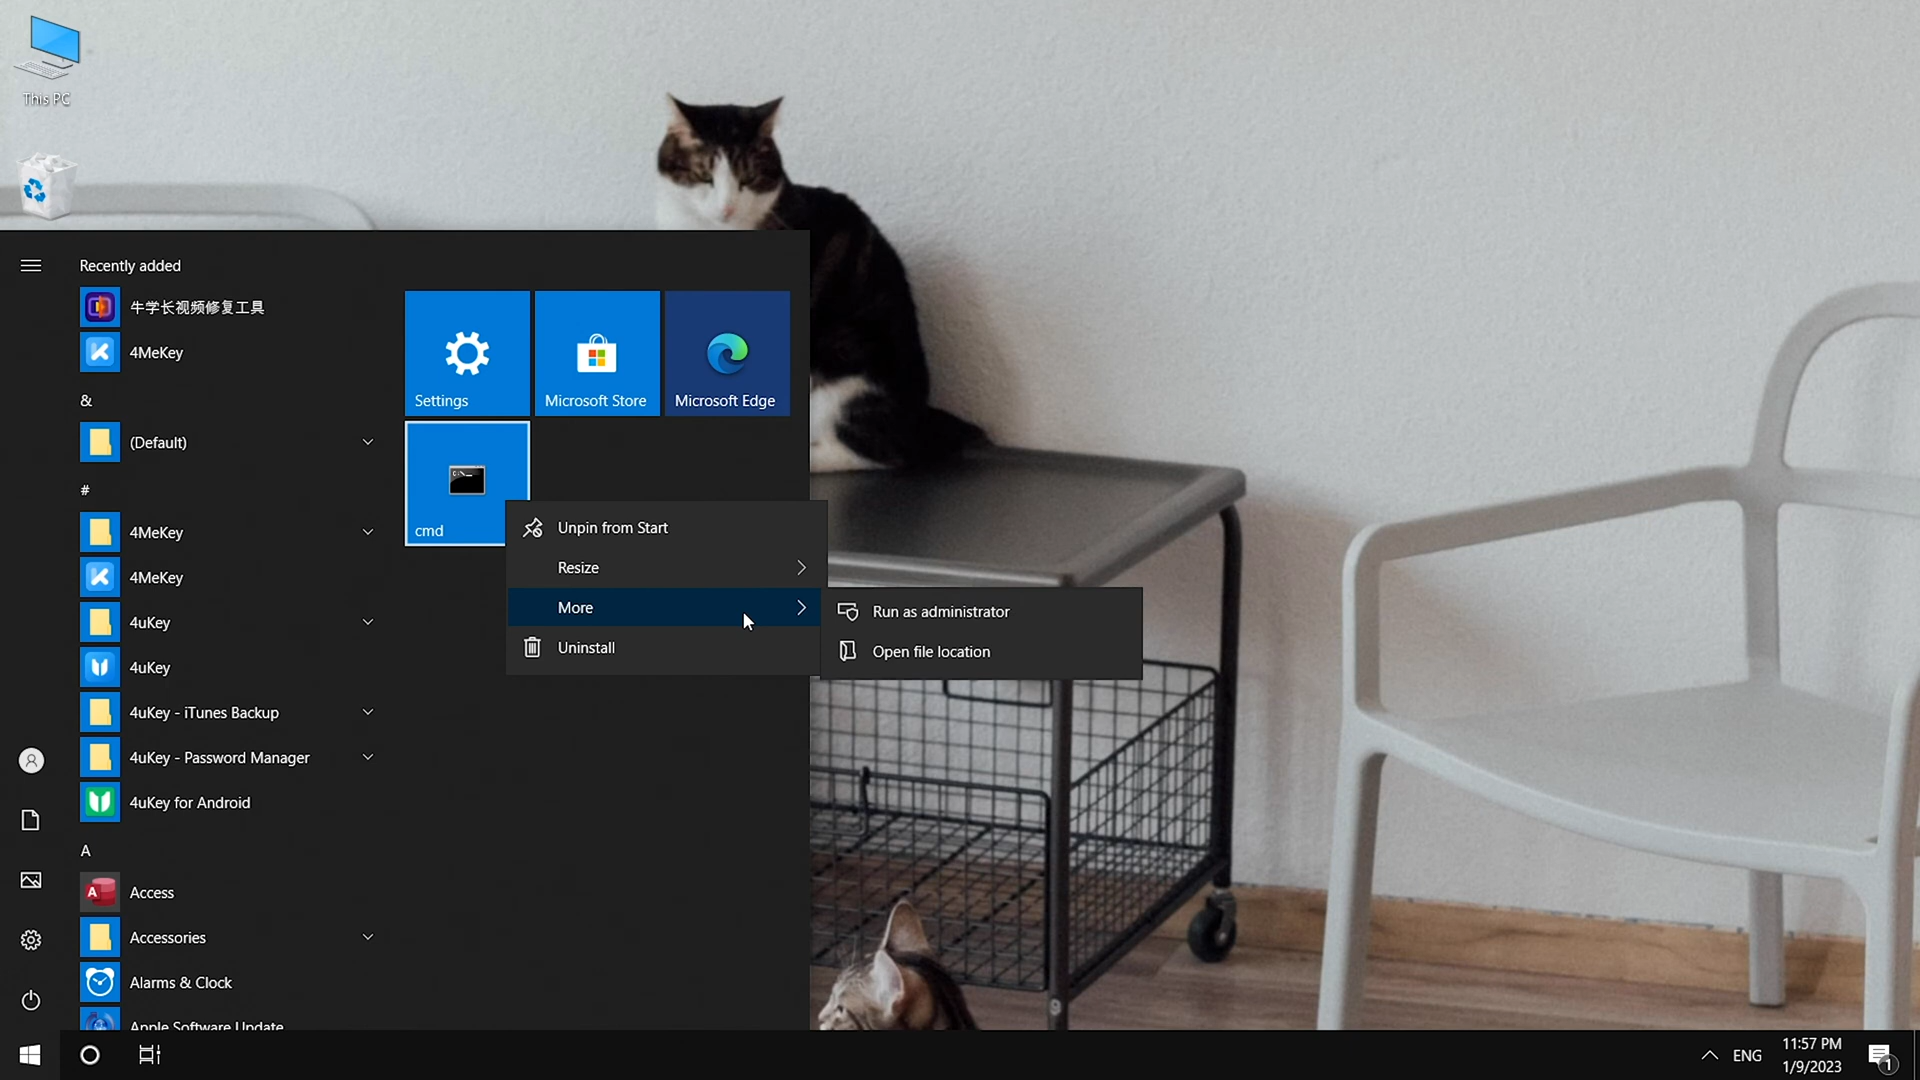 This PC
Recently added
牛学长视频修复工具
4MeKey
&
(Default)
#
4MeKey
4MeKey
4uKey
4uKey
4uKey - iTunes Backup
4uKey - Password Manager
4uKey for Android
A
Access
Accessories
Alarms & Clock
Apple Software Update
Settings
Microsoft Store
Microsoft Edge
cmd
Unpin from Start
Resize
More
Uninstall
Run as administrator
Open file location
ENG
11:57 PM
1/9/2023
1